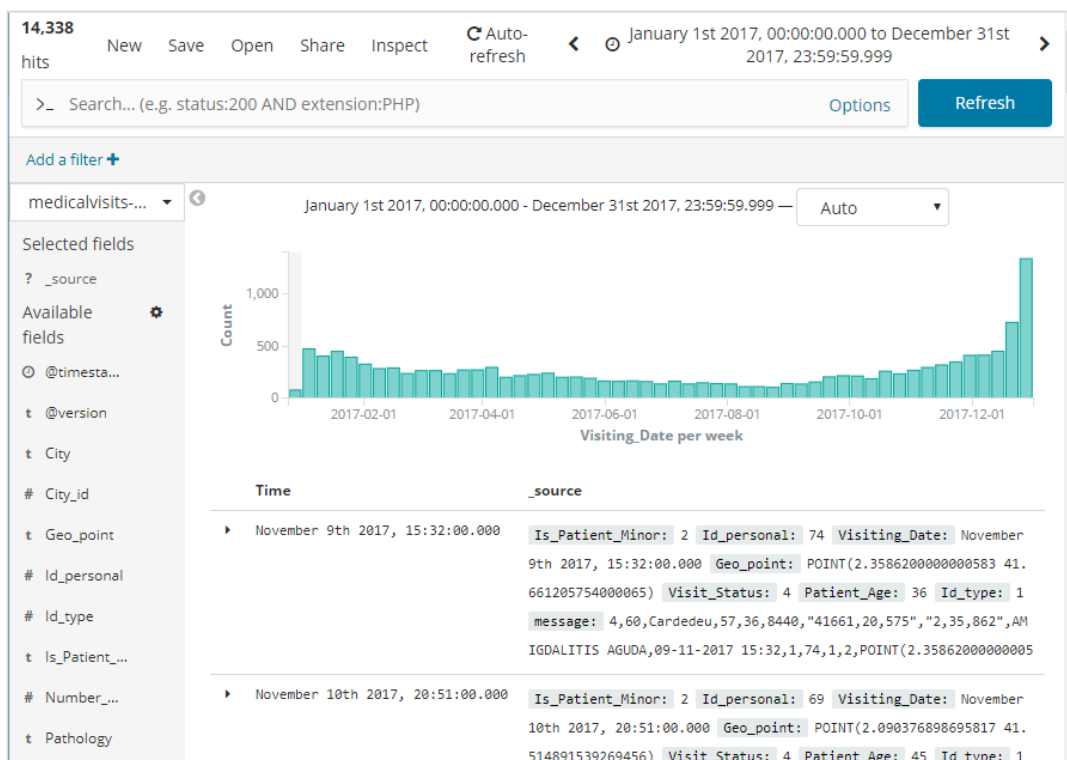 14,338
hits
New Save Open Share Inspect
Auto-
refresh
January 1st 2017, 00:00:00.000 to December 31st
2017, 23:59:59.999
>_ Search... (e.g. status:200 AND extension:PHP)
Options
Refresh
Add a filter +
medicalvisits-...
January 1st 2017, 00:00:00.000 - December 31st 2017, 23:59:59.999 —
Auto
Selected fields
? _source
Available
fields
@timesta...
t @version
t City
# City_id
t Geo_point
# Id_personal
# Id_type
t Is_Patient_...
# Number_...
t Pathology
Count
1,000
500
0
2017-02-01 2017-04-01 2017-06-01 2017-08-01 2017-10-01 2017-12-01
Visiting_Date per week
Time _source
November 9th 2017, 15:32:00.000
Is_Patient_Minor: 2 Id_personal: 74 Visiting_Date: November
9th 2017, 15:32:00.000 Geo_point: POINT(2.3586200000000583 41.
661205754000065) Visit_Status: 4 Patient_Age: 36 Id_type: 1
message: 4,60,Cardedeu,57,36,8440,"41661,20,575","2,35,862",AM
IGDALITIS AGUDA,09-11-2017 15:32,1,74,1,2,POINT(2.35862000000005
November 10th 2017, 20:51:00.000
Is_Patient_Minor: 2 Id_personal: 69 Visiting_Date: November
10th 2017, 20:51:00.000 Geo_point: POINT(2.090376898695817 41.
514891539269456) Visit_Status: 4 Patient_Age: 45 Id_type: 1